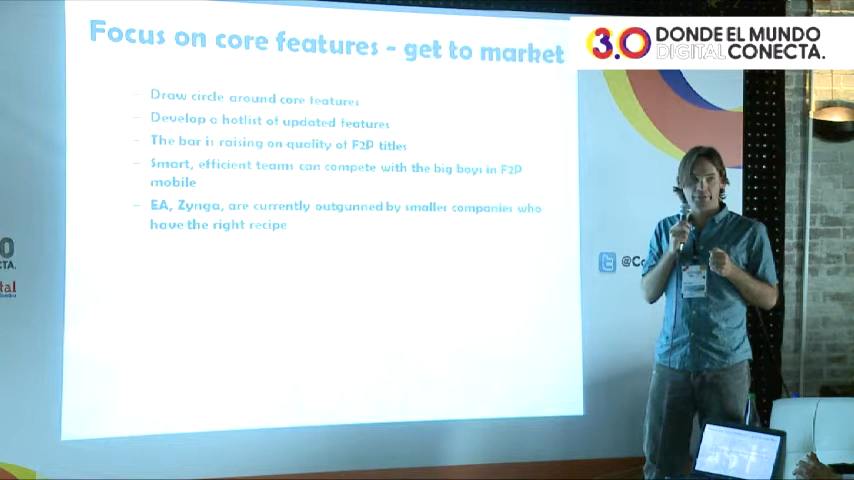 Focus on core features - get to market
- Draw circle around core features
- Develop a hotlist of updated features
- The bar is raising on quality of F2P titles
- Smart, efficient teams can compete with the big boys in F2P
mobile
- EA, Zynga, are currently outgunned by smaller companies who
have the right recipe
3.0 DONDE EL MUNDO
DIGITAL CONECTA.
@Co
0
CTA.
tal